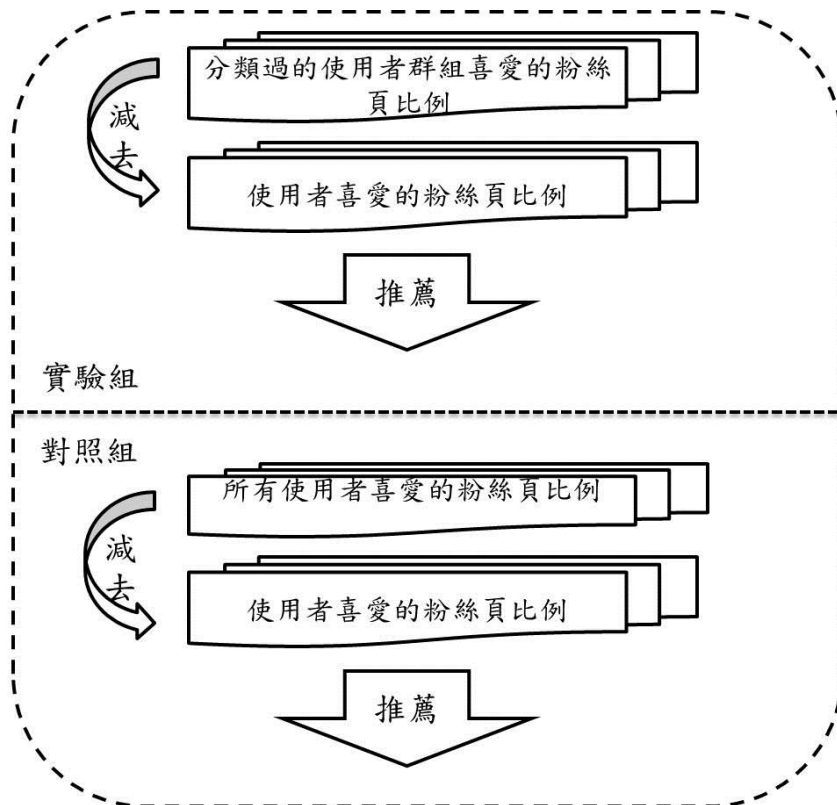 分類過的使用者群組喜愛的粉絲
頁比例
減
去
使用者喜愛的粉絲頁比例
推薦
實驗組
對照組
所有使用者喜愛的粉絲頁比例
減
去
使用者喜愛的粉絲頁比例
推薦